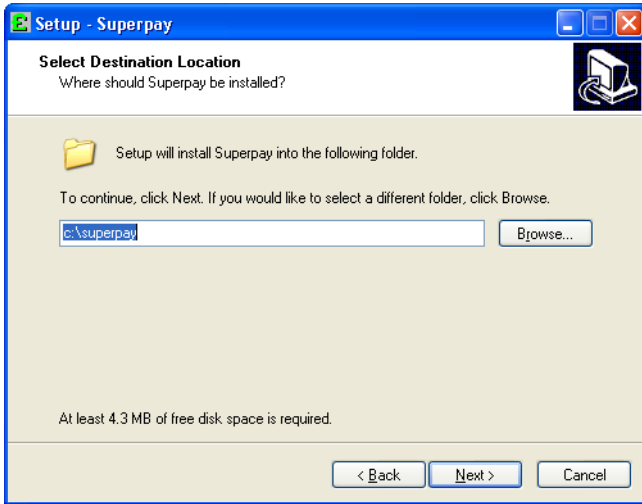 Setup - Superpay
Select Destination Location
Where should Superpay be installed?
Setup will install Superpay into the following folder.
To continue, click Next. If you would like to select a different folder, click Browse.
c:\superpay
Browse...
At least 4.3 MB of free disk space is required.
< Back
Next >
Cancel